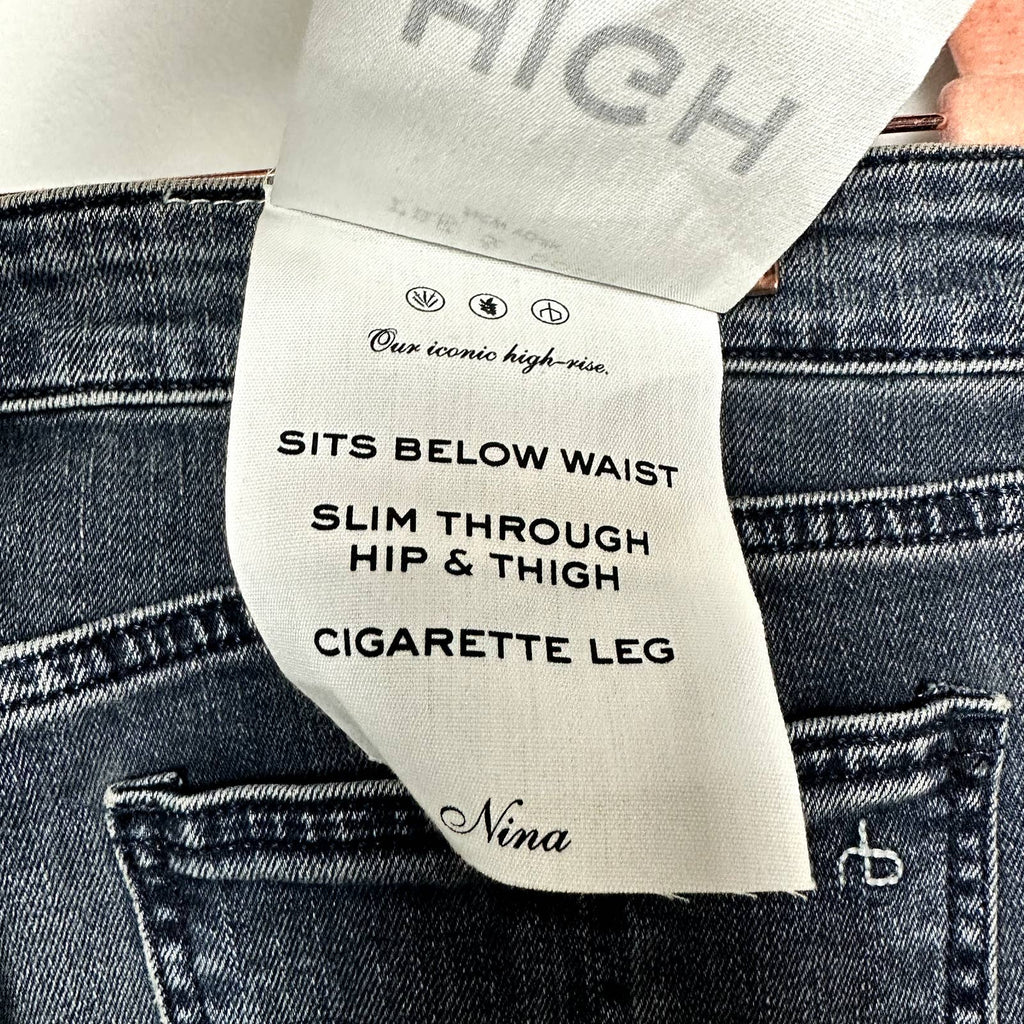 HIGH
Our iconic high-rise.
SITS BELOW WAIST
SLIM THROUGH
HIP & THIGH
CIGARETTE LEG
Nina